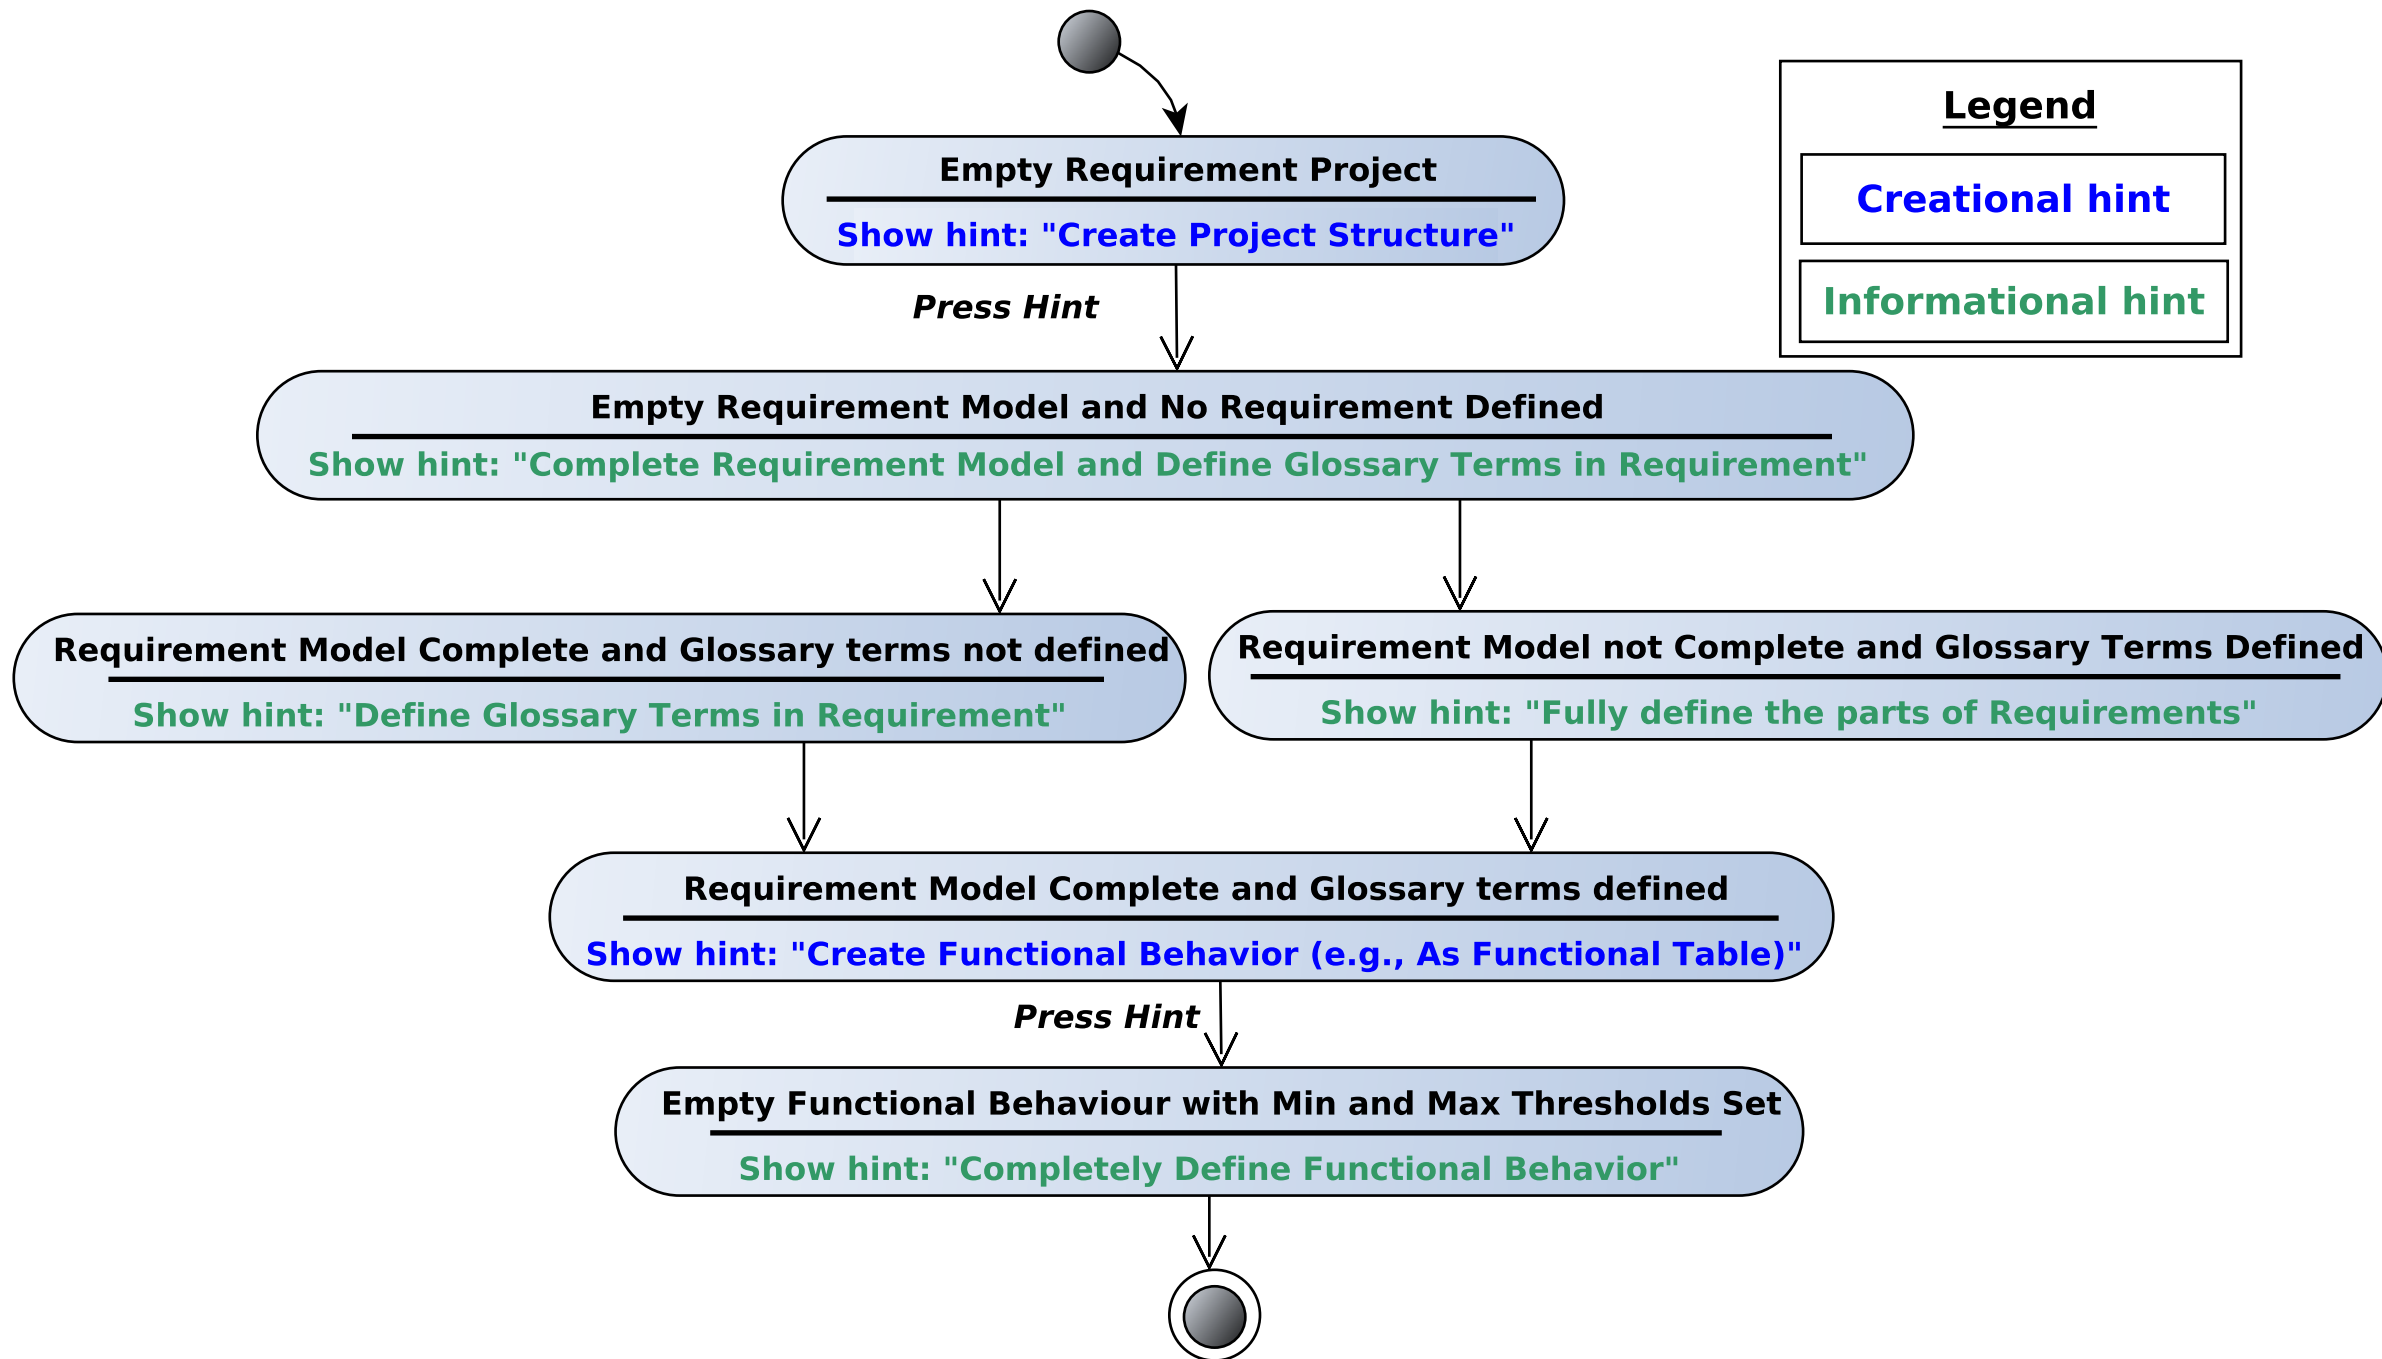 Legend
Creational hint
Informational hint
Empty Requirement Project
Show hint: "Create Project Structure"
Press Hint
Empty Requirement Model and No Requirement Defined
Show hint: "Complete Requirement Model and Define Glossary Terms in Requirement"
Requirement Model Complete and Glossary terms not defined
Show hint: "Define Glossary Terms in Requirement"
Requirement Model not Complete and Glossary Terms Defined
Show hint: "Fully define the parts of Requirements"
Requirement Model Complete and Glossary terms defined
Show hint: "Create Functional Behavior (e.g., As Functional Table)"
Press Hint
Empty Functional Behaviour with Min and Max Thresholds Set
Show hint: "Completely Define Functional Behavior"